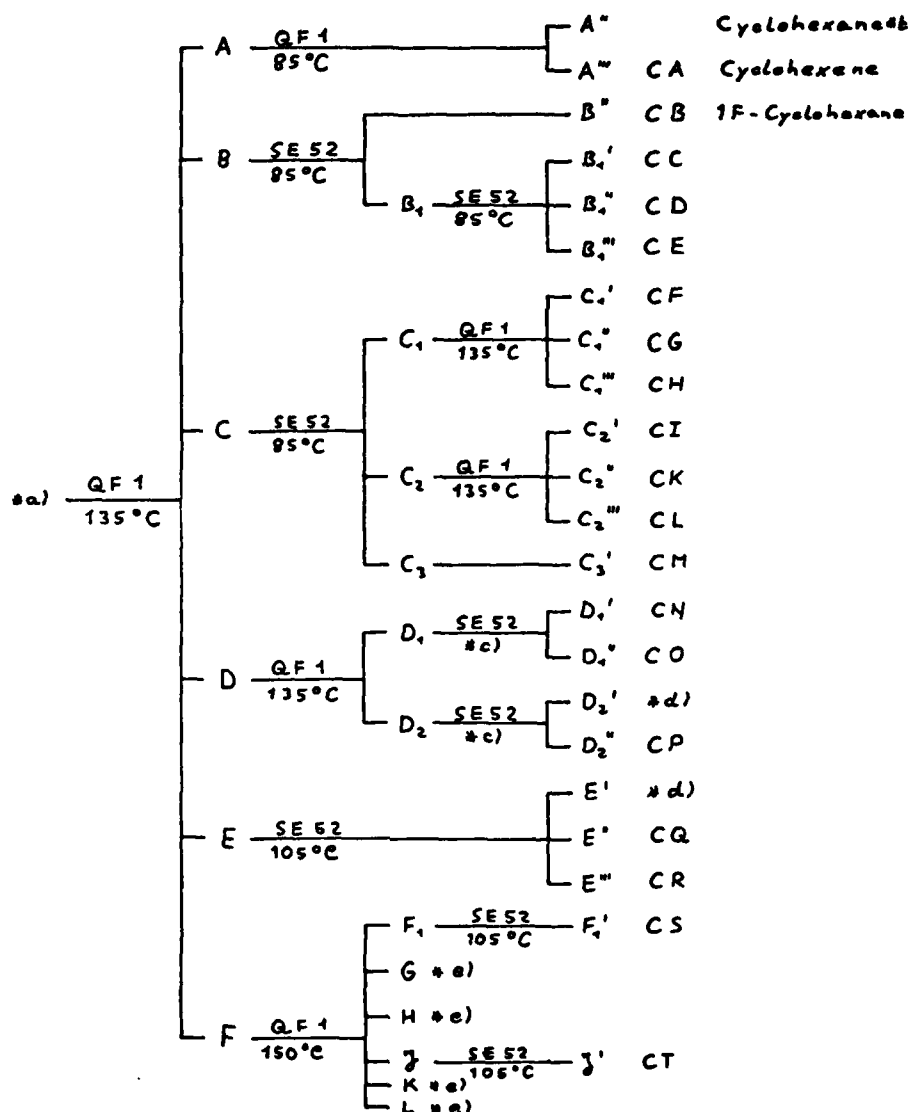 A" Cyclohexane *b
A QF 1 85°C
A''' CA Cyclohexene
B" CB 1F-Cyclohexane
B SE 52 85°C
B₁' CC
B₁ SE 52 85°C B₁" CD
B₁''' CE
C₁' CF
C₁ QF 1 135°C C₁" CG
C₁''' CH
C SE 52 85°C
C₂' CI
C₂ QF 1 135°C C₂" CK
C₂''' CL
*a) QF 1 135°C
C₃ C₃' CM
D₁' CN
D₁ SE 52 *c)
D₁" CO
D QF 1 135°C
D₂' *d)
D₂ SE 52 *c)
D₂" CP
E' *d)
E SE 52 105°C E" CQ
E''' CR
F₁ SE 52 105°C F₁' CS
G *e)
H *e)
F QF 1 150°C
J SE 52 105°C J' CT
K *e)
L *e)